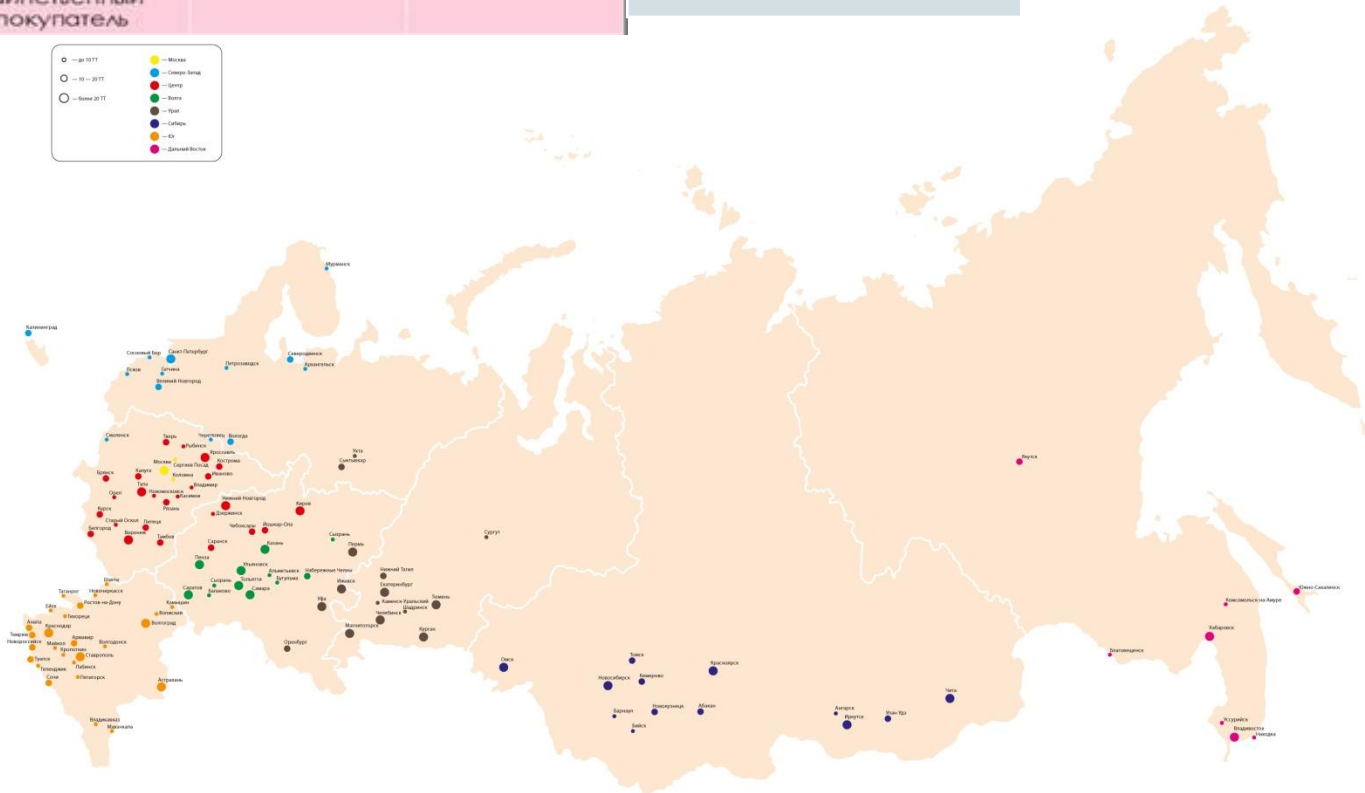 покупатель
— до 10 ТТ
— 10 — 20 ТТ
— более 20 ТТ
— Москва
— Северо-Запад
— Центр
— Волга
— Урал
— Сибирь
— Юг
— Дальний Восток
Мурманск
Калининград
Сосновый Бор
Санкт-Петербург
Северодвинск
Петрозаводск
Архангельск
Псков
Гатчина
Великий Новгород
Смоленск
Тверь
Череповец
Вологда
Рыбинск
Ярославль
Ухта
Сыктывкар
Москва
Сергиев Посад
Кострома
Брянск
Калуга
Коломна
Иваново
Владимир
Тула
Новомосковск
Касимов
Орел
Рязань
Нижний Новгород
Киров
Дзержинск
Курск
Старый Оскол
Липецк
Белгород
Воронеж
Тамбов
Чебоксары
Йошкар-Ола
Саранск
Казань
Сызрань
Пермь
Сургут
Якутск
Пенза
Ульяновск
Альметьевск
Набережные Челны
Нижний Тагил
Сызрань
Тольятти
Бугульма
Ижевск
Екатеринбург
Саратов
Балаково
Самара
Каменск-Уральский
Шадринск
Тюмень
Уфа
Челябинск
Магнитогорск
Курган
Оренбург
Шахты
Таганрог
Новочеркасск
Ростов-на-Дону
Камышин
Ейск
Тихорецк
Волжский
Волгоград
Анапа
Краснодар
Темрюк
Новороссийск
Армавир
Майкоп
Волгодонск
Кропоткин
Ставрополь
Туапсе
Геленджик
Лабинск
Сочи
Пятигорск
Астрахань
Владикавказ
Махачкала
Омск
Томск
Красноярск
Новосибирск
Кемерово
Барнаул
Новокузнецк
Абакан
Бийск
Ангарск
Иркутск
Улан-Удэ
Чита
Южно-Сахалинск
Комсомольск-на-Амуре
Хабаровск
Благовещенск
Уссурийск
Владивосток
Находка